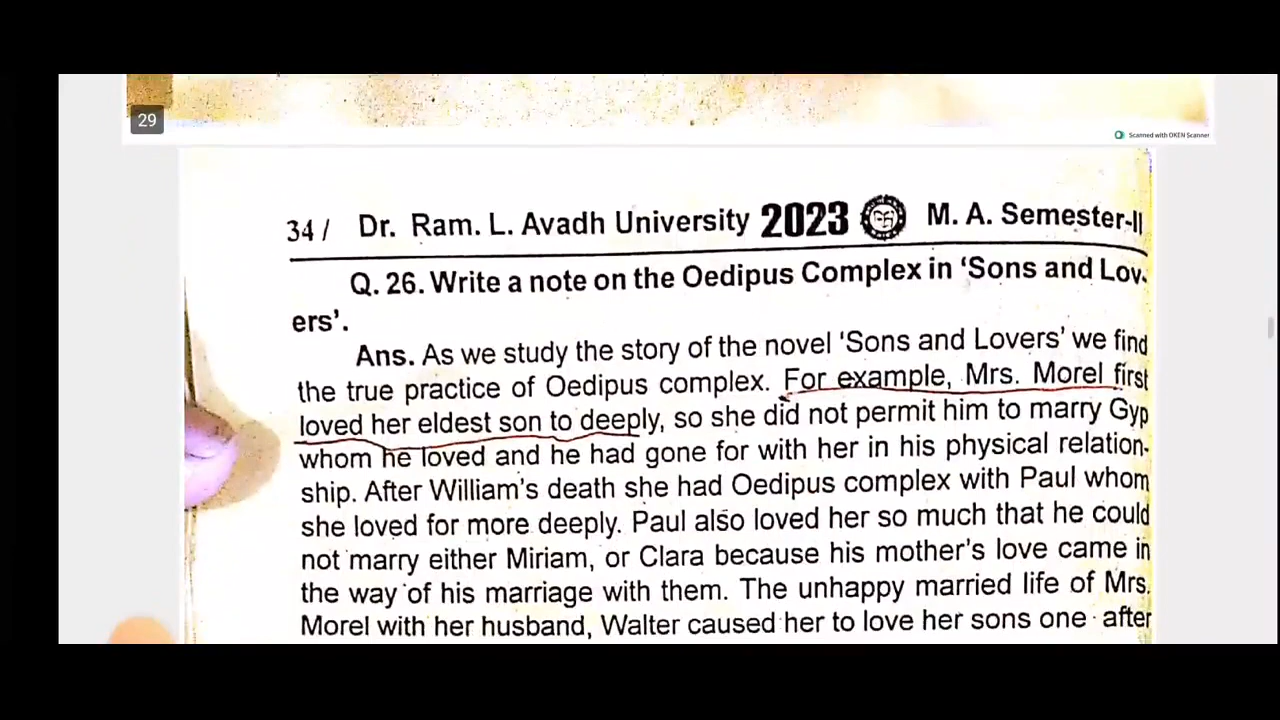 29
Scanned with OKEN Scanner
34 / Dr. Ram. L. Avadh University 2023 M. A. Semester-II
Q. 26. Write a note on the Oedipus Complex in ‘Sons and Lov-
ers’.
Ans. As we study the story of the novel ‘Sons and Lovers’ we find
the true practice of Oedipus complex. For example, Mrs. Morel first
loved her eldest son to deeply, so she did not permit him to marry Gyp
whom he loved and he had gone for with her in his physical relation-
ship. After William’s death she had Oedipus complex with Paul whom
she loved for more deeply. Paul also loved her so much that he could
not marry either Miriam, or Clara because his mother’s love came in
the way of his marriage with them. The unhappy married life of Mrs.
Morel with her husband, Walter caused her to love her sons one after